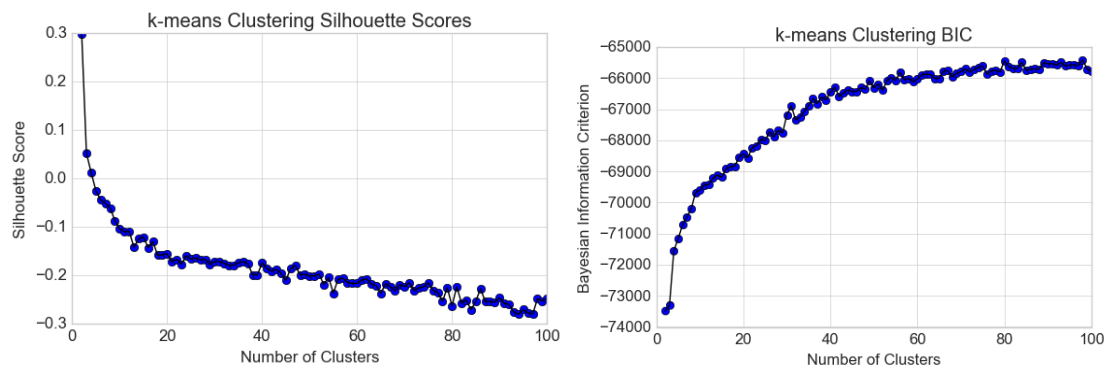 k-means Clustering Silhouette Scores
0.3
0.2
0.1
0.0
−0.1
−0.2
−0.3
Silhouette Score
0 20 40 60 80 100
Number of Clusters
k-means Clustering BIC
−65000
−66000
−67000
−68000
−69000
−70000
−71000
−72000
−73000
−74000
Bayesian Information Criterion
0 20 40 60 80 100
Number of Clusters